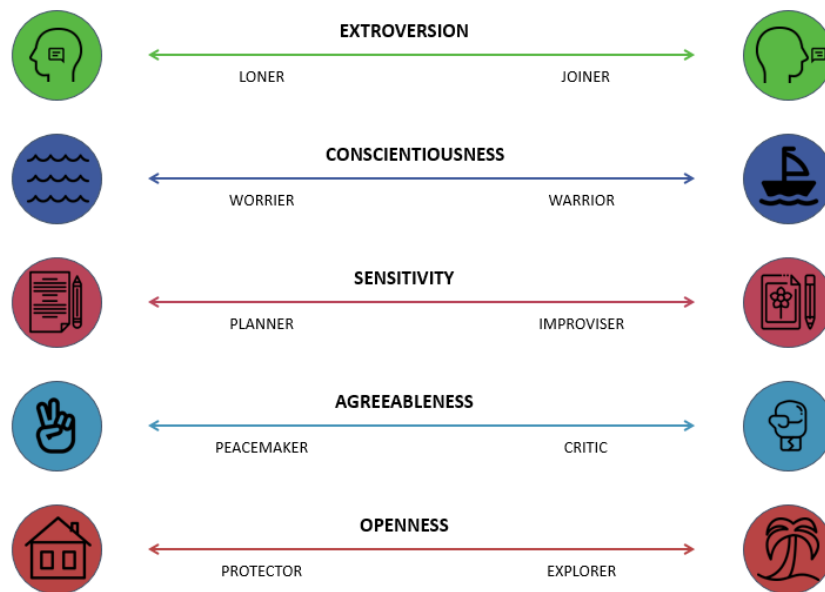 EXTROVERSION
LONER JOINER
CONSCIENTIOUSNESS
WORRIER WARRIOR
SENSITIVITY
PLANNER IMPROVISER
AGREEABLENESS
PEACEMAKER CRITIC
OPENNESS
PROTECTOR EXPLORER